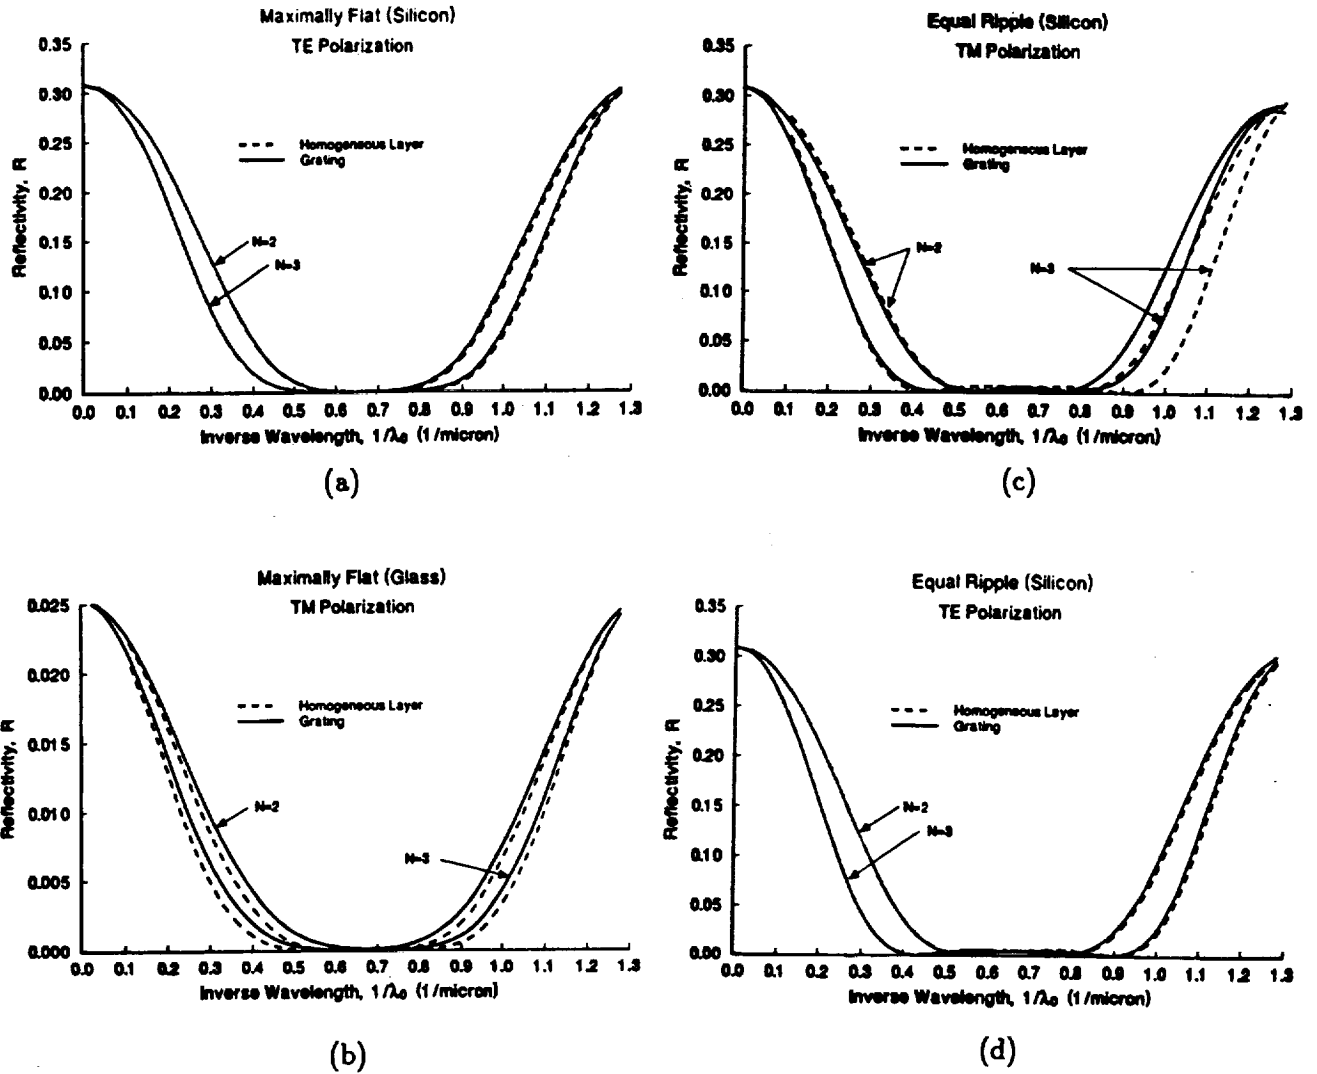 Maximally Flat (Silicon)
TE Polarization
0.35
0.30
0.25
0.20
0.15
0.10
0.05
0.00
Reflectivity, R
Homogeneous Layer
Grating
N=2
N=3
0.0 0.1 0.2 0.3 0.4 0.5 0.6 0.7 0.8 0.9 1.0 1.1 1.2 1.3
Inverse Wavelength, 1/λ₀ (1/micron)
(a)
Equal Ripple (Silicon)
TM Polarization
0.35
0.30
0.25
0.20
0.15
0.10
0.05
0.00
Reflectivity, R
Homogeneous Layer
Grating
N=2
N=3
0.0 0.1 0.2 0.3 0.4 0.5 0.6 0.7 0.8 0.9 1.0 1.1 1.2 1.3
Inverse Wavelength, 1/λ₀ (1/micron)
(c)
Maximally Flat (Glass)
TM Polarization
0.025
0.020
0.015
0.010
0.005
0.000
Reflectivity, R
Homogeneous Layer
Grating
N=2
N=3
0.0 0.1 0.2 0.3 0.4 0.5 0.6 0.7 0.8 0.9 1.0 1.1 1.2 1.3
Inverse Wavelength, 1/λ₀ (1/micron)
(b)
Equal Ripple (Silicon)
TE Polarization
0.35
0.30
0.25
0.20
0.15
0.10
0.05
0.00
Reflectivity, R
Homogeneous Layer
Grating
N=2
N=3
0.0 0.1 0.2 0.3 0.4 0.5 0.6 0.7 0.8 0.9 1.0 1.1 1.2 1.3
Inverse Wavelength, 1/λ₀ (1/micron)
(d)